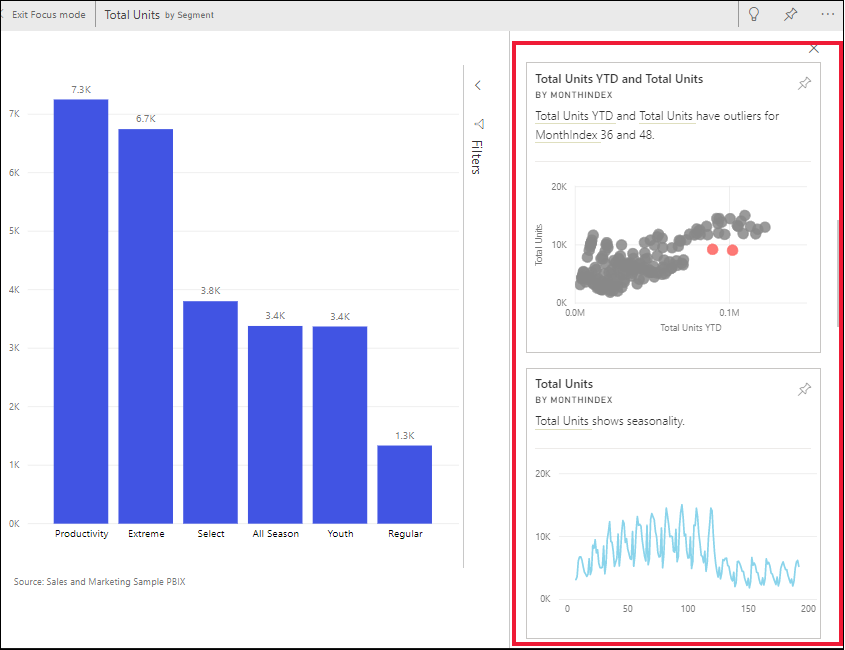 Exit Focus mode
Total Units by Segment
7.3K
6.7K
3.8K
3.4K
3.4K
1.3K
7K
6K
5K
4K
3K
2K
1K
0K
Productivity Extreme Select All Season Youth Regular
Source: Sales and Marketing Sample PBIX
Filters
Total Units YTD and Total Units
BY MONTHINDEX
Total Units YTD and Total Units have outliers for
MonthIndex 36 and 48.
20K
10K
0K
Total Units
0.0M 0.1M
Total Units YTD
Total Units
BY MONTHINDEX
Total Units shows seasonality.
20K
10K
0K
0 50 100 150 200